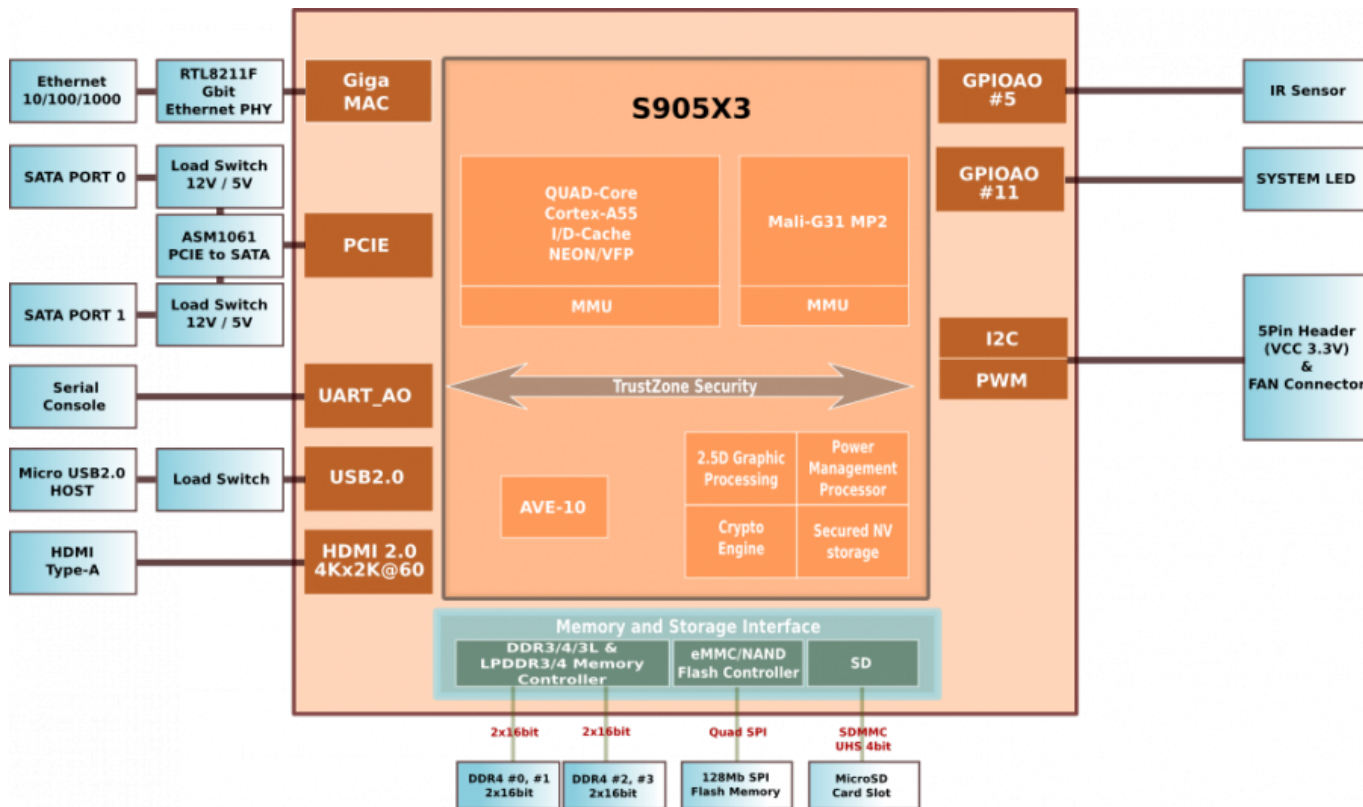 Ethernet
10/100/1000
RTL8211F
Gbit
Ethernet PHY
Giga
MAC
SATA PORT 0
Load Switch
12V / 5V
ASM1061
PCIE to SATA
PCIE
SATA PORT 1
Load Switch
12V / 5V
Serial
Console
UART_AO
Micro USB2.0
HOST
Load Switch
USB2.0
HDMI
Type-A
HDMI 2.0
4Kx2K@60
S905X3
QUAD-Core
Cortex-A55
I/D-Cache
NEON/VFP
MMU
Mali-G31 MP2
MMU
TrustZone Security
AVE-10
2.5D Graphic
Processing
Power
Management
Processor
Crypto
Engine
Secured NV
storage
GPIOAO
#5
IR Sensor
GPIOAO
#11
SYSTEM LED
I2C
PWM
5Pin Header
(VCC 3.3V)
&
FAN Connector
Memory and Storage Interface
DDR3/4/3L &
LPDDR3/4 Memory
Controller
eMMC/NAND
Flash Controller
SD
2x16bit
2x16bit
Quad SPI
SDMMC
UHS 4bit
DDR4 #0, #1
2x16bit
DDR4 #2, #3
2x16bit
128Mb SPI
Flash Memory
MicroSD
Card Slot